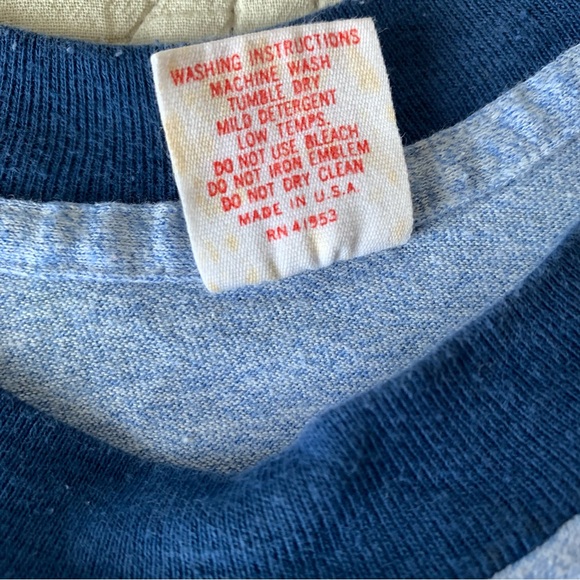 WASHING INSTRUCTIONS
MACHINE WASH
TUMBLE DRY
MILD DETERGENT
LOW TEMPS.
DO NOT USE BLEACH
DO NOT IRON EMBLEM
DO NOT DRY CLEAN
MADE IN U.S.A.
RN 41953